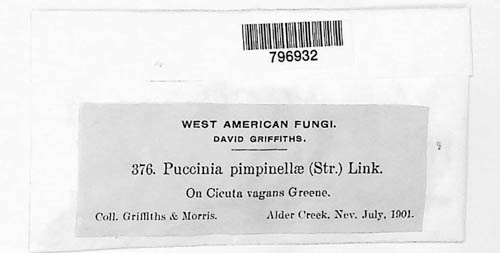 796932
WEST AMERICAN FUNGI.
DAVID GRIFFITHS.
376. Puccinia pimpinellæ (Str.) Link.
On Cicuta vagans Greene.
Coll. Griffiths & Morris. Alder Creek, Nev. July, 1901.